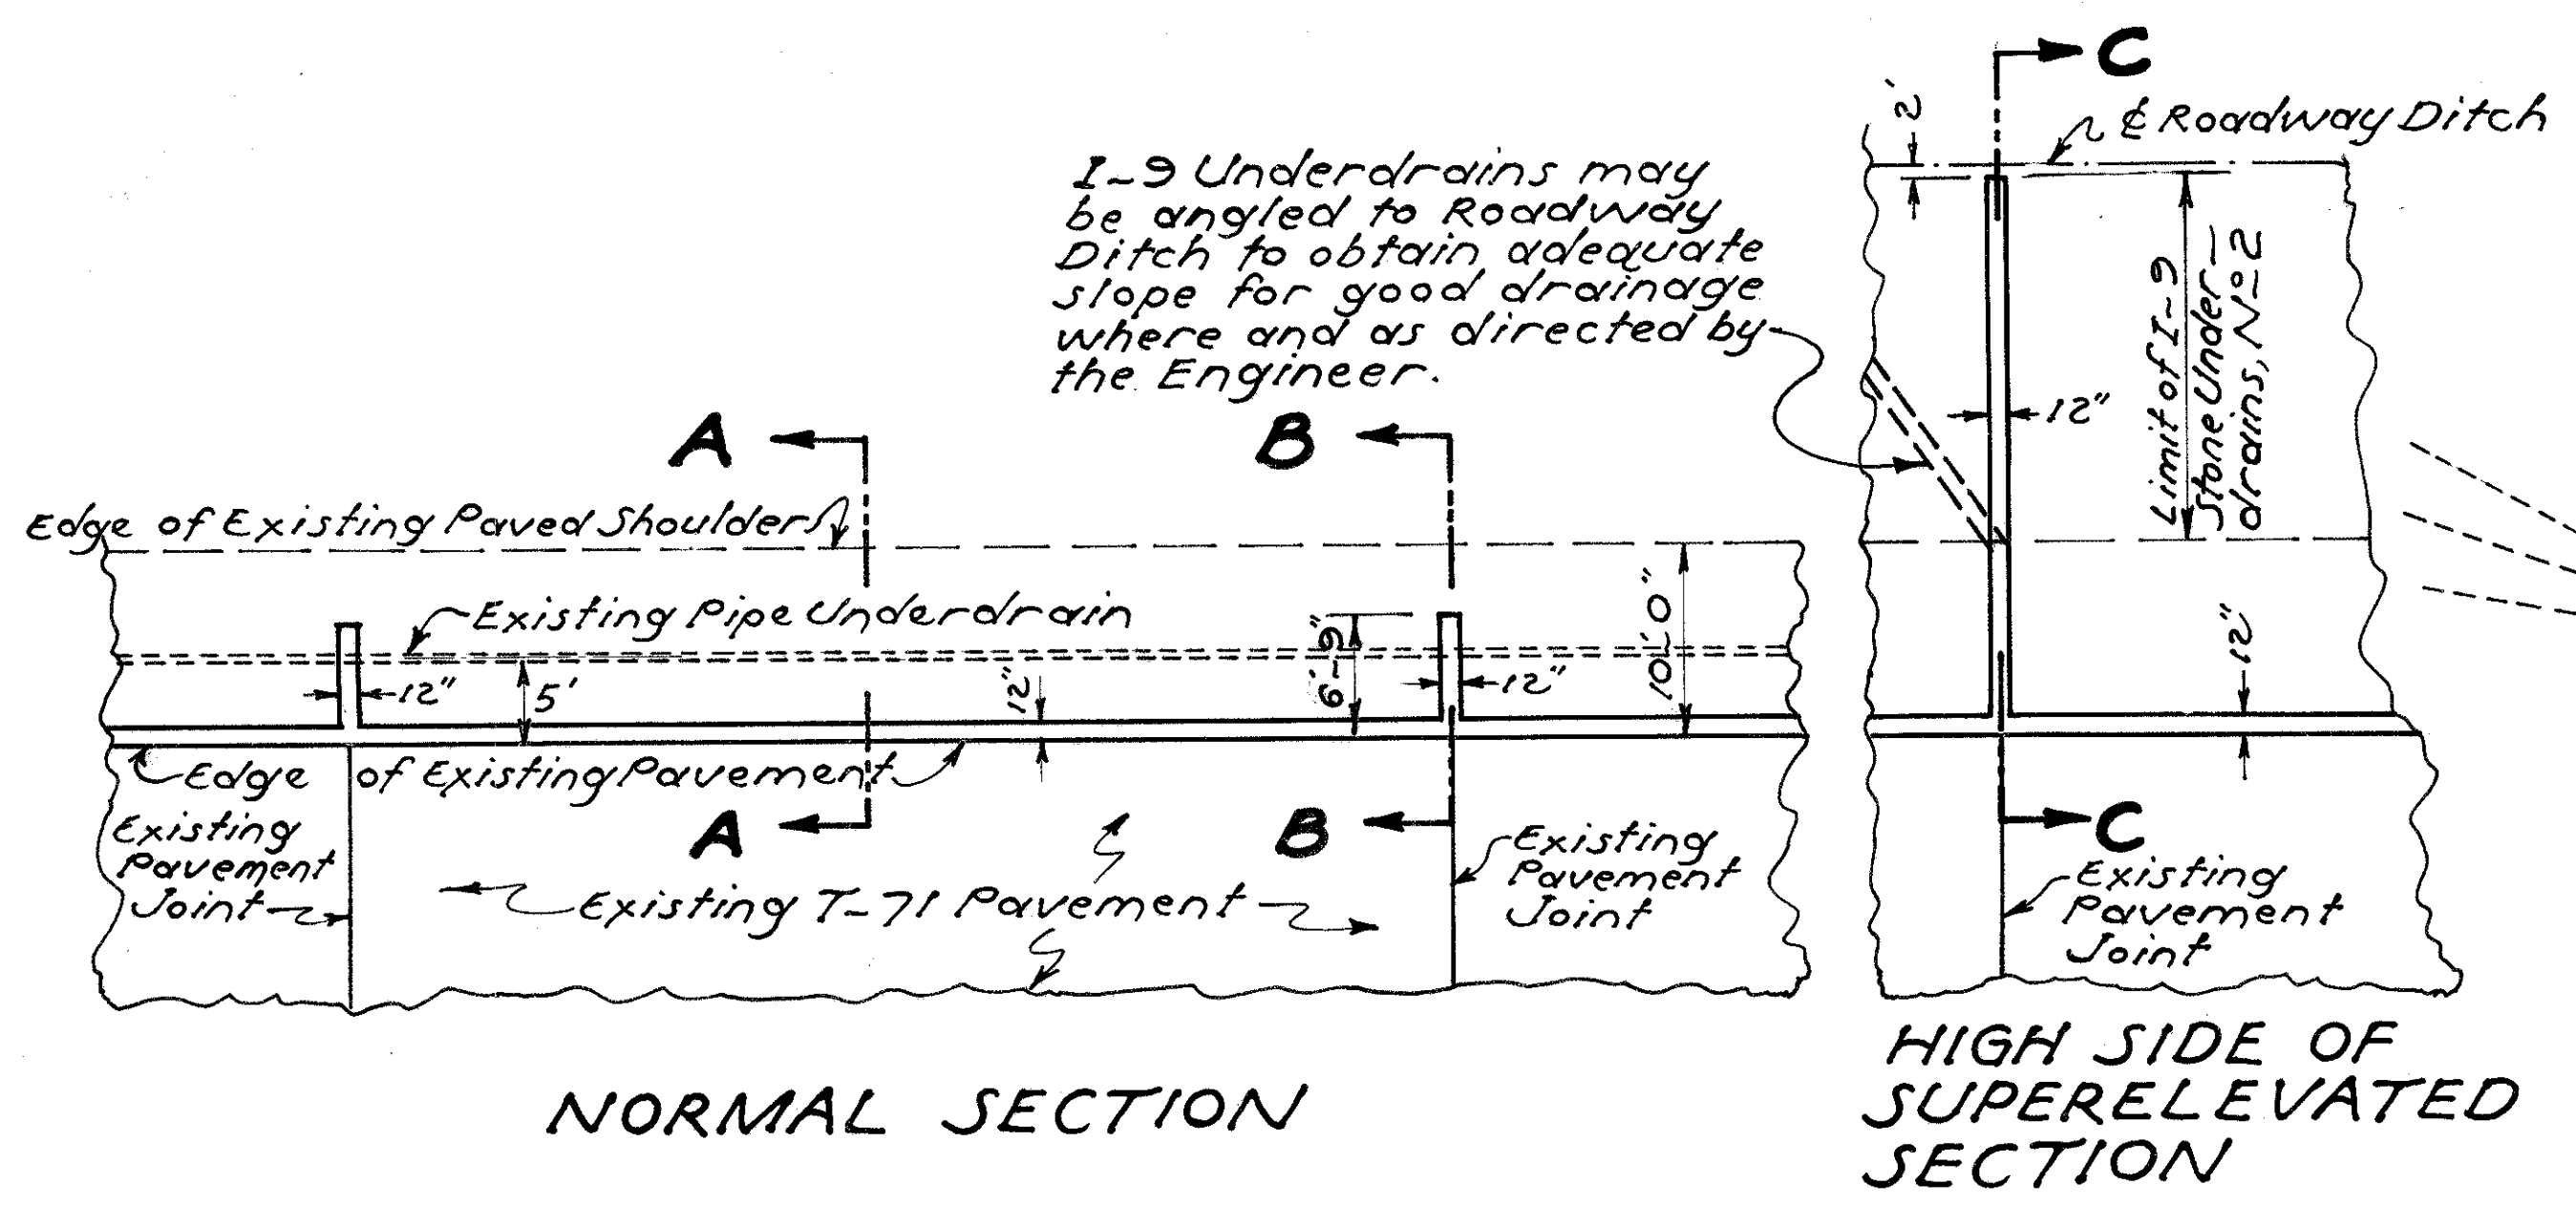 C
2'
℄ Roadway Ditch
I-9 Underdrains may
be angled to Roadway
Ditch to obtain adequate
slope for good drainage
where and as directed by
the Engineer.
Limit of I-9
Stone Under-
drains, Nº 2
12"
A
B
Edge of Existing Paved Shoulder
Existing Pipe Underdrain
12"
5'
12"
6'-9"
12"
10'-0"
12"
Edge of Existing Pavement
A
B
C
Existing
Pavement
Joint
Existing T-71 Pavement
Existing
Pavement
Joint
Existing
Pavement
Joint
NORMAL SECTION
HIGH SIDE OF
SUPERELEVATED
SECTION